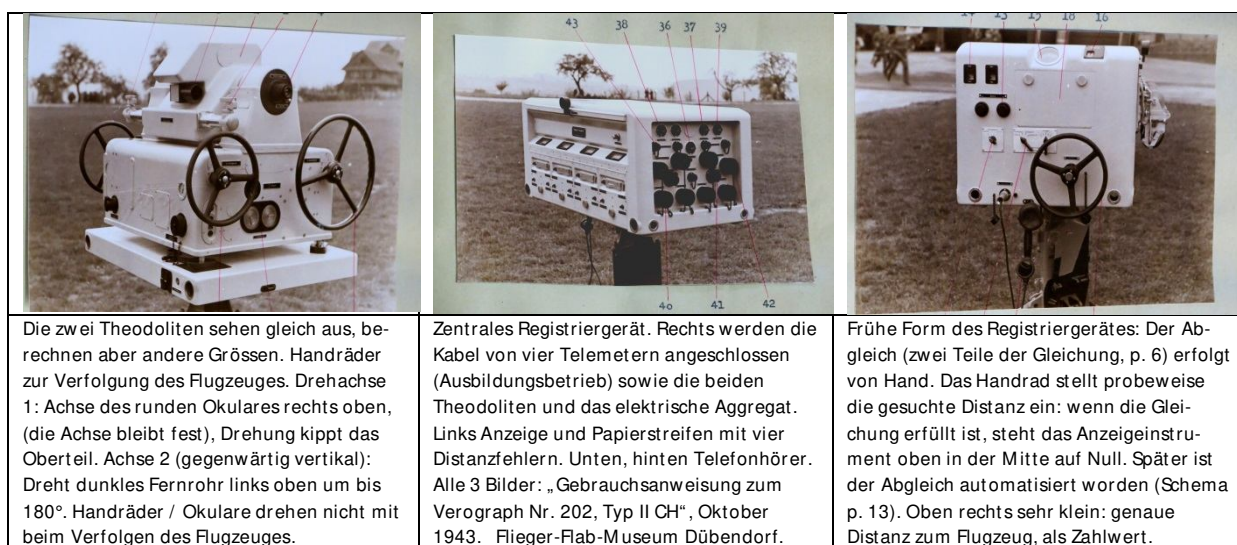 43 38 36 37 39
14 13 15 18 16
40 41 42
Die zwei Theodoliten sehen gleich aus, be-
rechnen aber andere Grössen. Handräder
zur Verfolgung des Flugzeuges. Drehachse
1: Achse des runden Okulares rechts oben,
(die Achse bleibt fest), Drehung kippt das
Oberteil. Achse 2 (gegenwärtig vertikal):
Dreht dunkles Fernrohr links oben um bis
180°. Handräder / Okulare drehen nicht mit
beim Verfolgen des Flugzeuges.
Zentrales Registriergerät. Rechts werden die
Kabel von vier Telemetern angeschlossen
(Ausbildungsbetrieb) sowie die beiden
Theodoliten und das elektrische Aggregat.
Links Anzeige und Papierstreifen mit vier
Distanzfehlern. Unten, hinten Telefonhörer.
Alle 3 Bilder: „Gebrauchsanweisung zum
Verograph Nr. 202, Typ II CH“, Oktober
1943. Flieger-Flab-Museum Dübendorf.
Frühe Form des Registriergerätes: Der Ab-
gleich (zwei Teile der Gleichung, p. 6) erfolgt
von Hand. Das Handrad stellt probeweise
die gesuchte Distanz ein: wenn die Glei-
chung erfüllt ist, steht das Anzeigeinstru-
ment oben in der Mitte auf Null. Später ist
der Abgleich automatisiert worden (Schema
p. 13). Oben rechts sehr klein: genaue
Distanz zum Flugzeug, als Zahlwert.